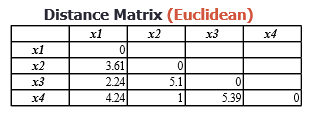 Distance Matrix (Euclidean)
x1 x2 x3 x4
x1 0
x2 3.61 0
x3 2.24 5.1 0
x4 4.24 1 5.39 0